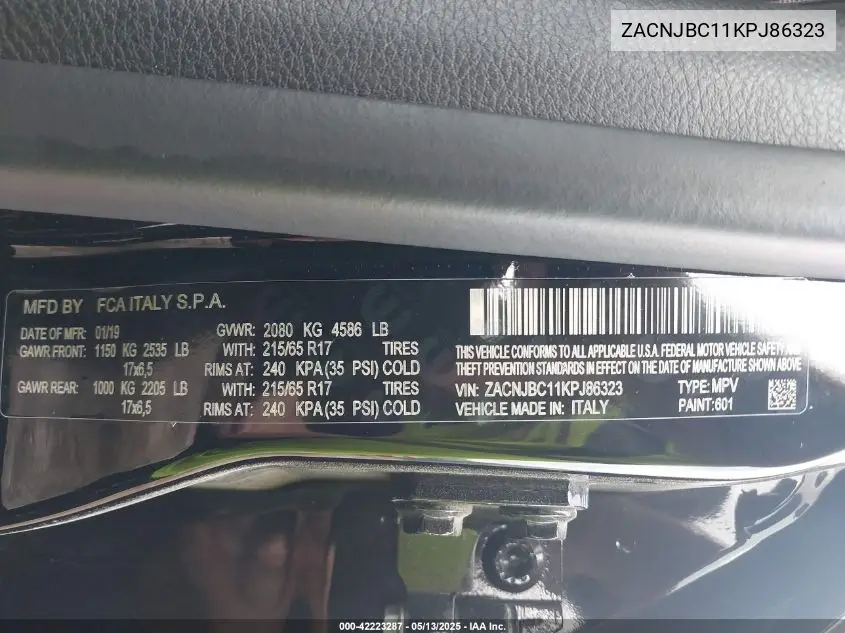 ZACNJBC11KPJ86323
MFD BY FCA ITALY S.P.A.
DATE OF MFR: 01/19 GVWR: 2080 KG 4586 LB
GAWR FRONT: 1150 KG 2535 LB WITH: 215/65 R17 TIRES
17x6,5 RIMS AT: 240 KPA (35 PSI) COLD
GAWR REAR: 1000 KG 2205 LB WITH: 215/65 R17 TIRES
17x6,5 RIMS AT: 240 KPA (35 PSI) COLD
THIS VEHICLE CONFORMS TO ALL APPLICABLE U.S.A. FEDERAL MOTOR VEHICLE SAFETY AND
THEFT PREVENTION STANDARDS IN EFFECT ON THE DATE OF MANUFACTURE SHOWN ABOVE
VIN: ZACNJBC11KPJ86323 TYPE: MPV
VEHICLE MADE IN: ITALY PAINT: 601
000-42223287 - 05/13/2025 - IAA Inc.